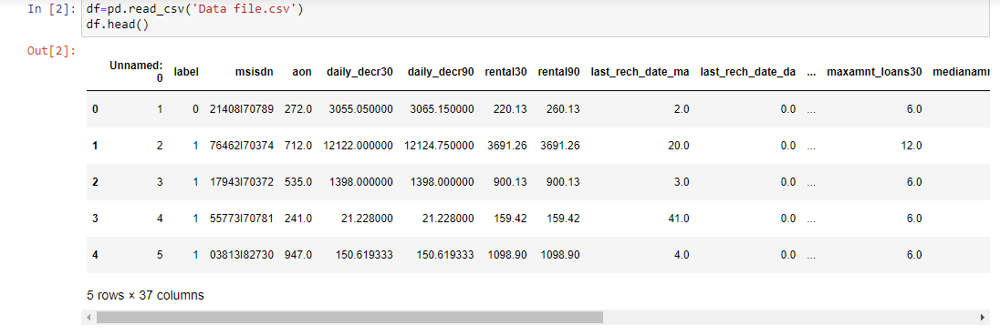 In [2]: df=pd.read_csv('Data file.csv')
df.head()
Out[2]:
Unnamed: 0 label msisdn aon daily_decr30 daily_decr90 rental30 rental90 last_rech_date_ma last_rech_date_da ... maxamnt_loans30 medianamr
0 1 0 21408I70789 272.0 3055.050000 3065.150000 220.13 260.13 2.0 0.0 ... 6.0
1 2 1 76462I70374 712.0 12122.000000 12124.750000 3691.26 3691.26 20.0 0.0 ... 12.0
2 3 1 17943I70372 535.0 1398.000000 1398.000000 900.13 900.13 3.0 0.0 ... 6.0
3 4 1 55773I70781 241.0 21.228000 21.228000 159.42 159.42 41.0 0.0 ... 6.0
4 5 1 03813I82730 947.0 150.619333 150.619333 1098.90 1098.90 4.0 0.0 ... 6.0
5 rows × 37 columns